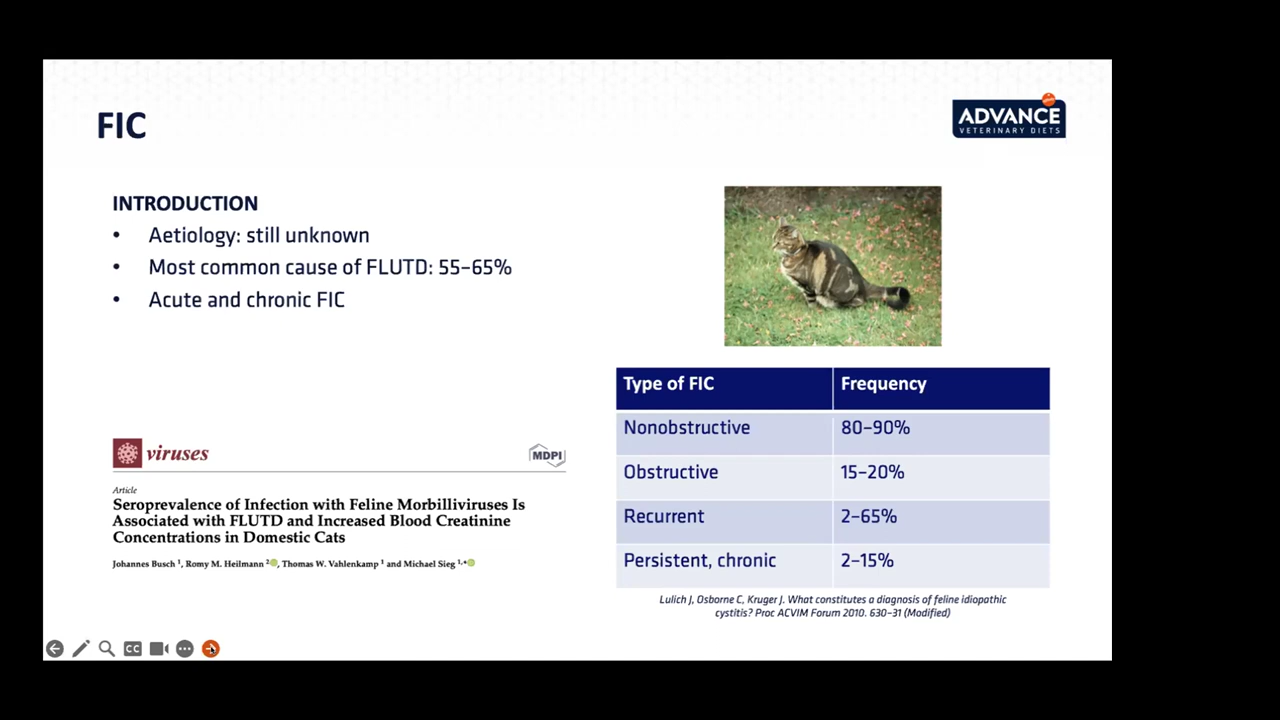 FIC
ADVANCE
VETERINARY DIETS
INTRODUCTION
• Aetiology: still unknown
• Most common cause of FLUTD: 55–65%
• Acute and chronic FIC
Type of FIC Frequency
Nonobstructive 80–90%
Obstructive 15–20%
Recurrent 2–65%
Persistent, chronic 2–15%
Lulich J, Osborne C, Kruger J. What constitutes a diagnosis of feline idiopathic
cystitis? Proc ACVIM Forum 2010. 630–31 (Modified)
viruses
MDPI
Article
Seroprevalence of Infection with Feline Morbilliviruses Is
Associated with FLUTD and Increased Blood Creatinine
Concentrations in Domestic Cats
Johannes Busch 1, Romy M. Heilmann 2, Thomas W. Vahlenkamp 1 and Michael Sieg 1,*
CC